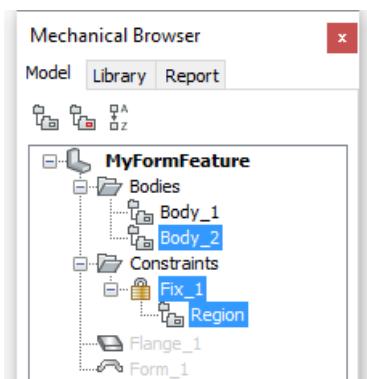 Mechanical Browser x
Model Library Report
A
Z
MyFormFeature
Bodies
Body_1
Body_2
Constraints
Fix_1
Region
Flange_1
Form_1